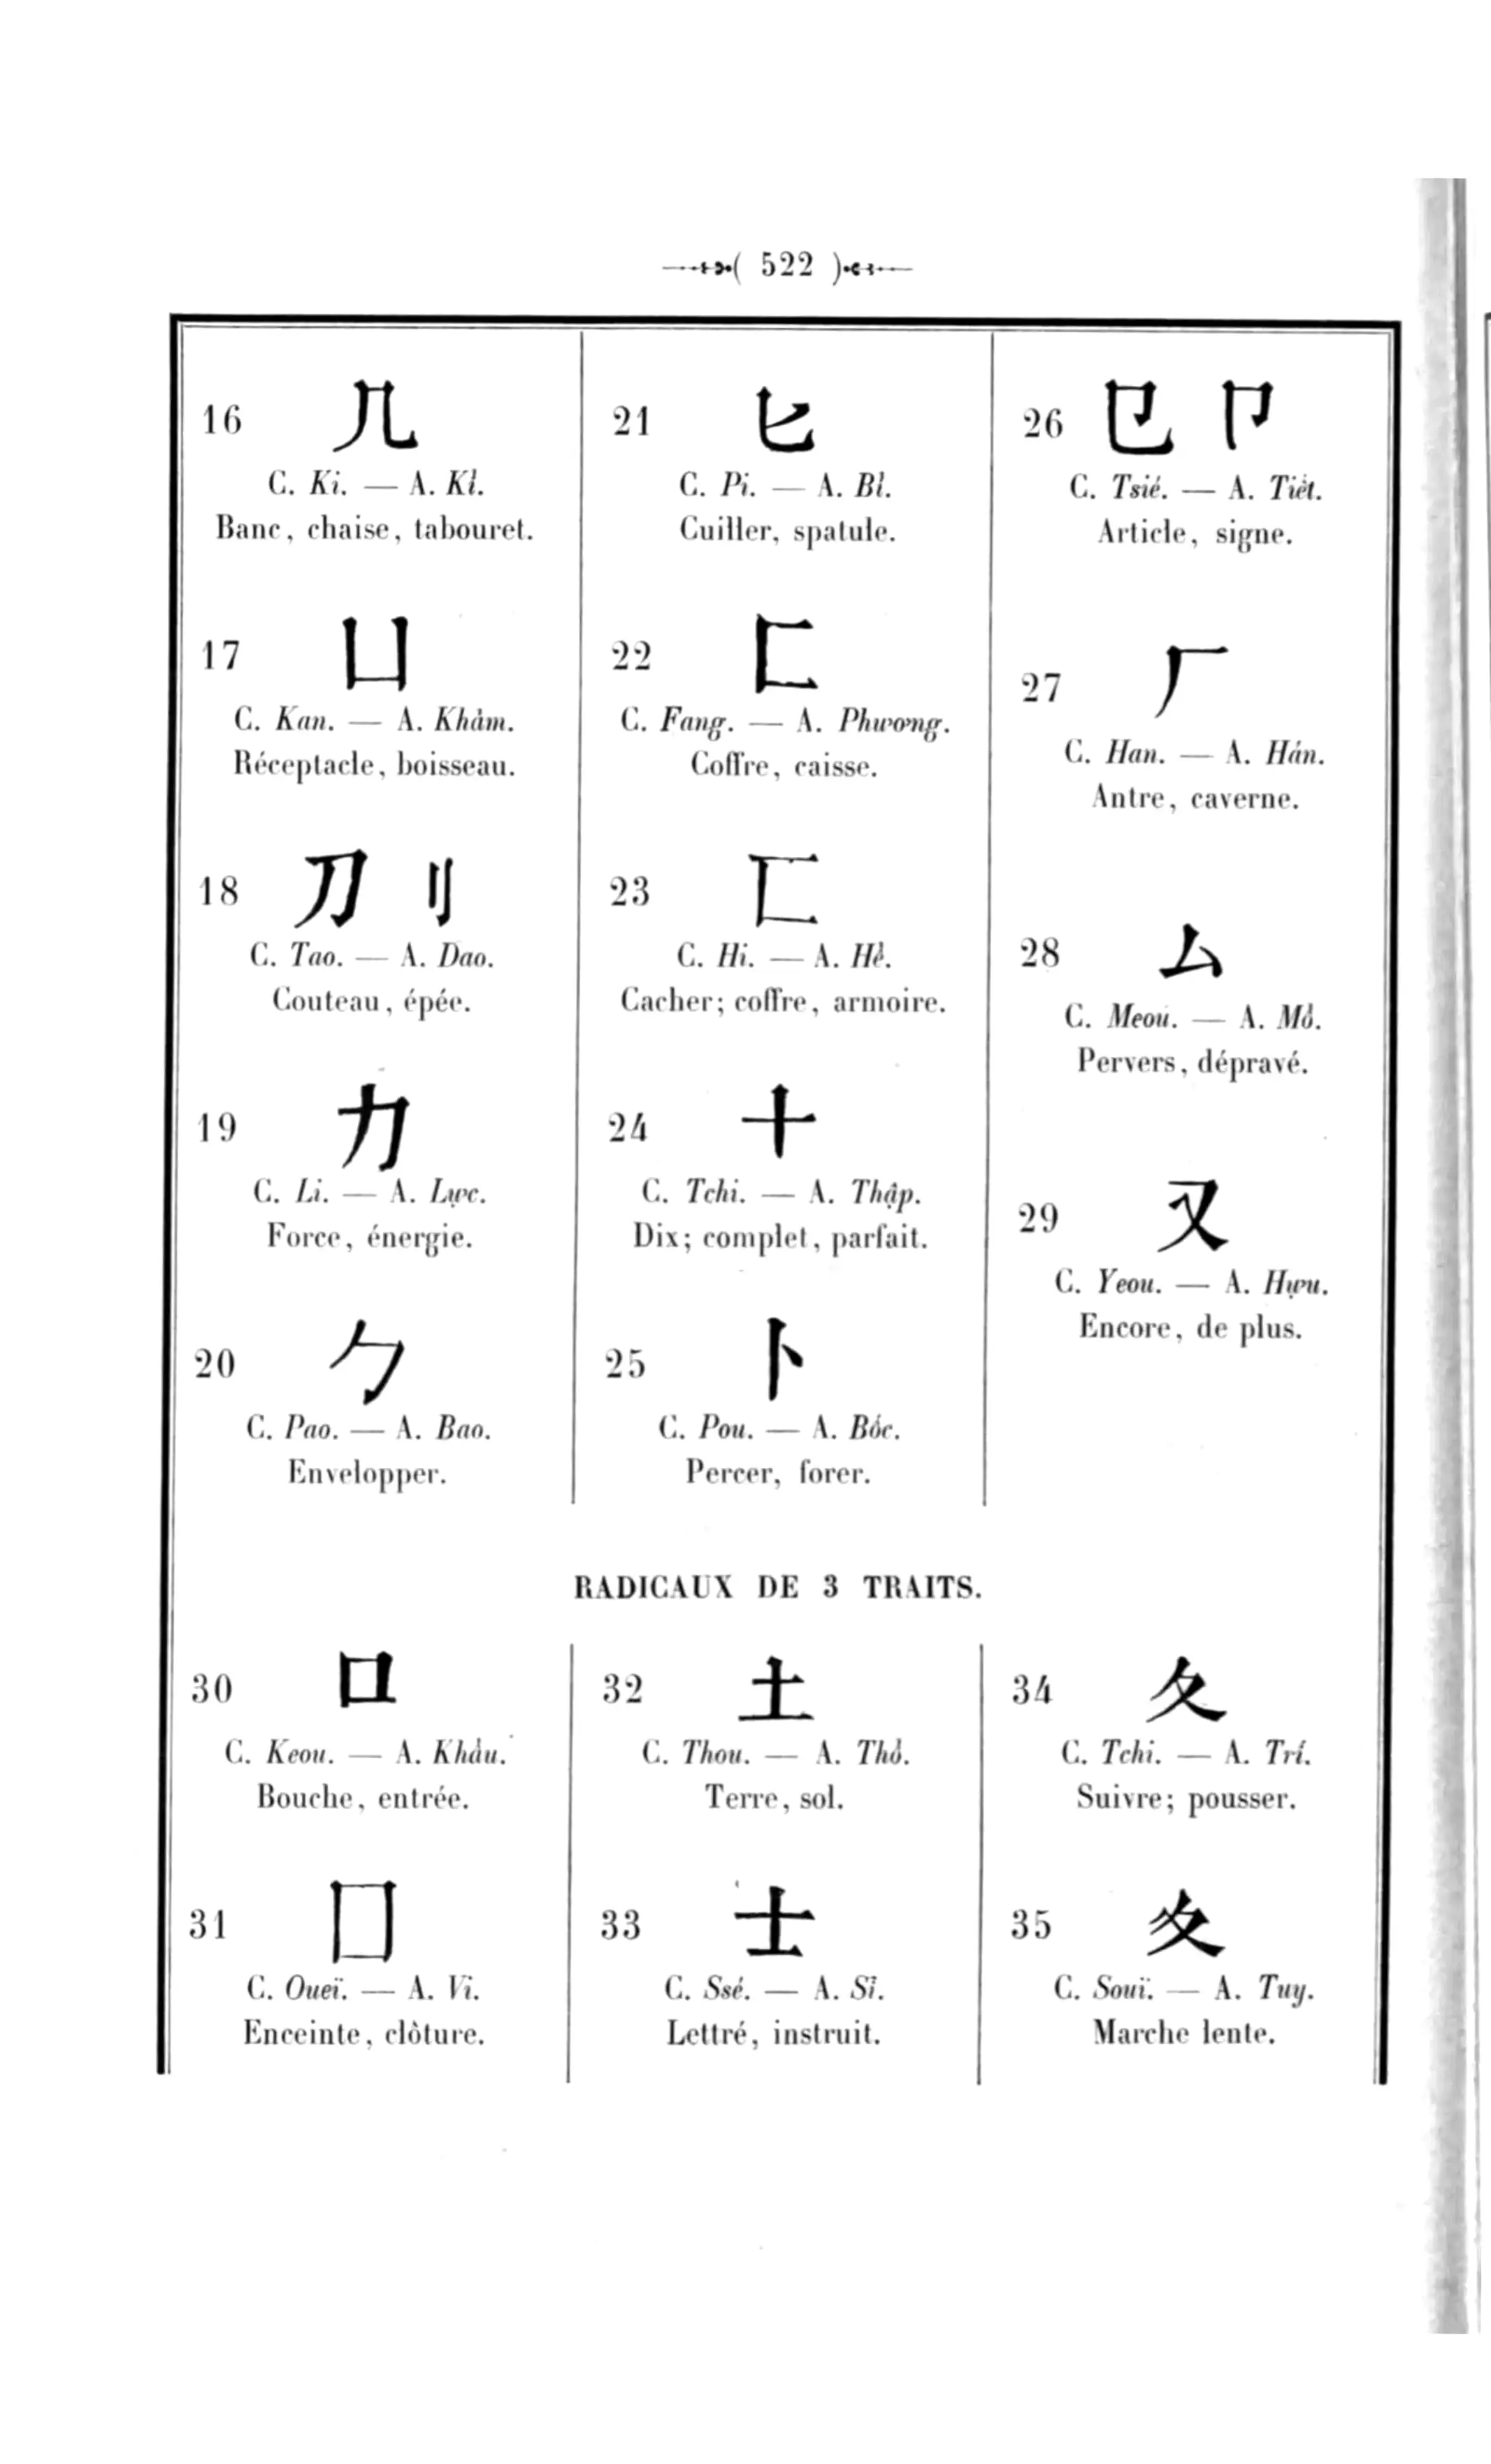 ( 522 )
16 几
C. Ki. — A. Kỉ.
Banc, chaise, tabouret.
17 凵
C. Kan. — A. Khảm.
Réceptacle, boisseau.
18 刀 刂
C. Tao. — A. Dao.
Couteau, épée.
19 力
C. Li. — A. Lực.
Force, énergie.
20 勹
C. Pao. — A. Bao.
Envelopper.
21 匕
C. Pi. — A. Bỉ.
Cuiller, spatule.
22 匚
C. Fang. — A. Phương.
Coffre, caisse.
23 匸
C. Hi. — A. Hề.
Cacher; coffre, armoire.
24 十
C. Tchi. — A. Thập.
Dix; complet, parfait.
25 卜
C. Pou. — A. Bốc.
Percer, forer.
26 㔾 卩
C. Tsié. — A. Tiết.
Article, signe.
27 厂
C. Han. — A. Hán.
Antre, caverne.
28 厶
C. Meou. — A. Mỗ.
Pervers, dépravé.
29 又
C. Yeou. — A. Hựu.
Encore, de plus.
RADICAUX DE 3 TRAITS.
30 口
C. Keou. — A. Khẩu.
Bouche, entrée.
31 囗
C. Oueï. — A. Vi.
Enceinte, clôture.
32 土
C. Thou. — A. Thổ.
Terre, sol.
33 士
C. Ssé. — A. Sĩ.
Lettré, instruit.
34 夂
C. Tchi. — A. Trí.
Suivre; pousser.
35 夊
C. Souï. — A. Tuy.
Marche lente.